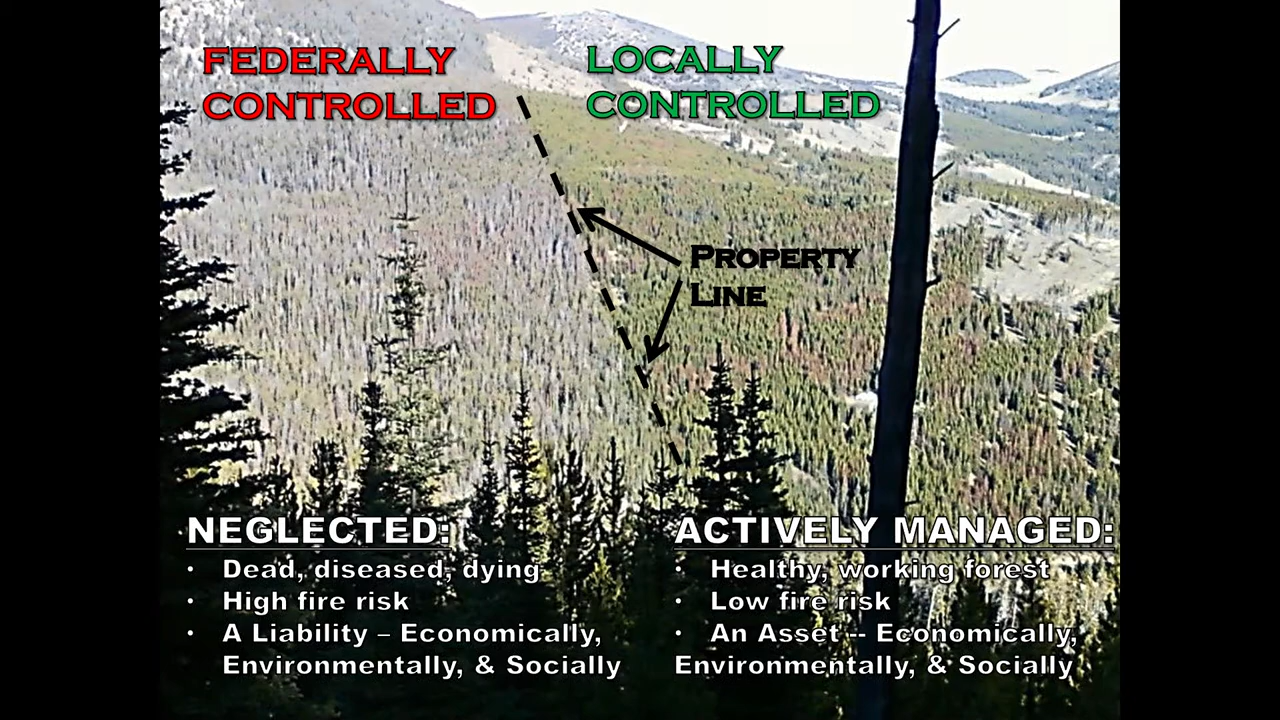 FEDERALLY
CONTROLLED
LOCALLY
CONTROLLED
PROPERTY
LINE
NEGLECTED:
• Dead, diseased, dying
• High fire risk
• A Liability – Economically,
Environmentally, & Socially
ACTIVELY MANAGED:
• Healthy, working forest
• Low fire risk
• An Asset -- Economically,
Environmentally, & Socially